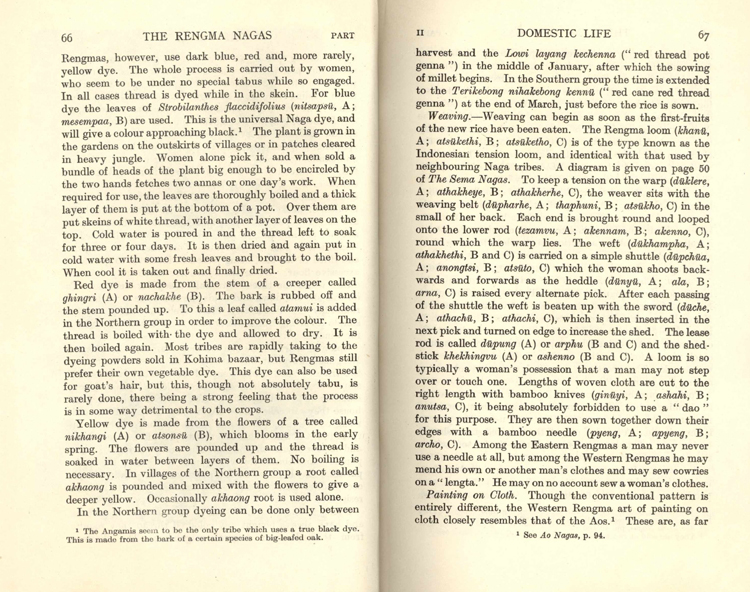 66 THE RENGMA NAGAS PART
Rengmas, however, use dark blue, red and, more rarely,
yellow dye. The whole process is carried out by women,
who seem to be under no special tabus while so engaged.
In all cases thread is dyed while in the skein. For blue
dye the leaves of Strobilanthes flaccidifolius (nitsapsü, A;
mesempaa, B) are used. This is the universal Naga dye, and
will give a colour approaching black.¹ The plant is grown in
the gardens on the outskirts of villages or in patches cleared
in heavy jungle. Women alone pick it, and when sold a
bundle of heads of the plant big enough to be encircled by
the two hands fetches two annas or one day's work. When
required for use, the leaves are thoroughly boiled and a thick
layer of them is put at the bottom of a pot. Over them are
put skeins of white thread, with another layer of leaves on the
top. Cold water is poured in and the thread left to soak
for three or four days. It is then dried and again put in
cold water with some fresh leaves and brought to the boil.
When cool it is taken out and finally dried.
Red dye is made from the stem of a creeper called
ghingri (A) or nachakhe (B). The bark is rubbed off and
the stem pounded up. To this a leaf called atamui is added
in the Northern group in order to improve the colour. The
thread is boiled with the dye and allowed to dry. It is
then boiled again. Most tribes are rapidly taking to the
dyeing powders sold in Kohima bazaar, but Rengmas still
prefer their own vegetable dye. This dye can also be used
for goat's hair, but this, though not absolutely tabu, is
rarely done, there being a strong feeling that the process
is in some way detrimental to the crops.
Yellow dye is made from the flowers of a tree called
nikhangi (A) or atsonsü (B), which blooms in the early
spring. The flowers are pounded up and the thread is
soaked in water between layers of them. No boiling is
necessary. In villages of the Northern group a root called
akhaong is pounded and mixed with the flowers to give a
deeper yellow. Occasionally akhaong root is used alone.
In the Northern group dyeing can be done only between
¹ The Angamis seem to be the only tribe which uses a true black dye.
This is made from the bark of a certain species of big-leafed oak.
II DOMESTIC LIFE 67
harvest and the Lowi layang kechenna (“ red thread pot
genna ”) in the middle of January, after which the sowing
of millet begins. In the Southern group the time is extended
to the Terikebong nihakebong kennü (“ red cane red thread
genna ”) at the end of March, just before the rice is sown.
Weaving.—Weaving can begin as soon as the first-fruits
of the new rice have been eaten. The Rengma loom (khanü,
A; atsükethi, B; atsüketho, C) is of the type known as the
Indonesian tension loom, and identical with that used by
neighbouring Naga tribes. A diagram is given on page 50
of The Sema Nagas. To keep a tension on the warp (düklere,
A; athakheye, B; athakherhe, C), the weaver sits with the
weaving belt (düpharhe, A; thaphuni, B; atsükho, C) in the
small of her back. Each end is brought round and looped
onto the lower rod (tezamvu, A; akennam, B; akenno, C),
round which the warp lies. The weft (dükhampha, A;
athakhethi, B and C) is carried on a simple shuttle (düpchüa,
A; anongtsi, B; atsüto, C) which the woman shoots back-
wards and forwards as the heddle (dünyü, A; ala, B;
arna, C) is raised every alternate pick. After each passing
of the shuttle the weft is beaten up with the sword (düche,
A; athachü, B; athachi, C), which is then inserted in the
next pick and turned on edge to increase the shed. The lease
rod is called düpung (A) or arphu (B and C) and the shed-
stick khekhingvu (A) or ashenno (B and C). A loom is so
typically a woman's possession that a man may not step
over or touch one. Lengths of woven cloth are cut to the
right length with bamboo knives (ginüyi, A; ashahi, B;
anutsa, C), it being absolutely forbidden to use a “ dao ”
for this purpose. They are then sown together down their
edges with a bamboo needle (pyeng, A; apyeng, B;
archo, C). Among the Eastern Rengmas a man may never
use a needle at all, but among the Western Rengmas he may
mend his own or another man's clothes and may sew cowries
on a “ lengta.” He may on no account sew a woman's clothes.
Painting on Cloth. Though the conventional pattern is
entirely different, the Western Rengma art of painting on
cloth closely resembles that of the Aos.¹ These are, as far
¹ See Ao Nagas, p. 94.